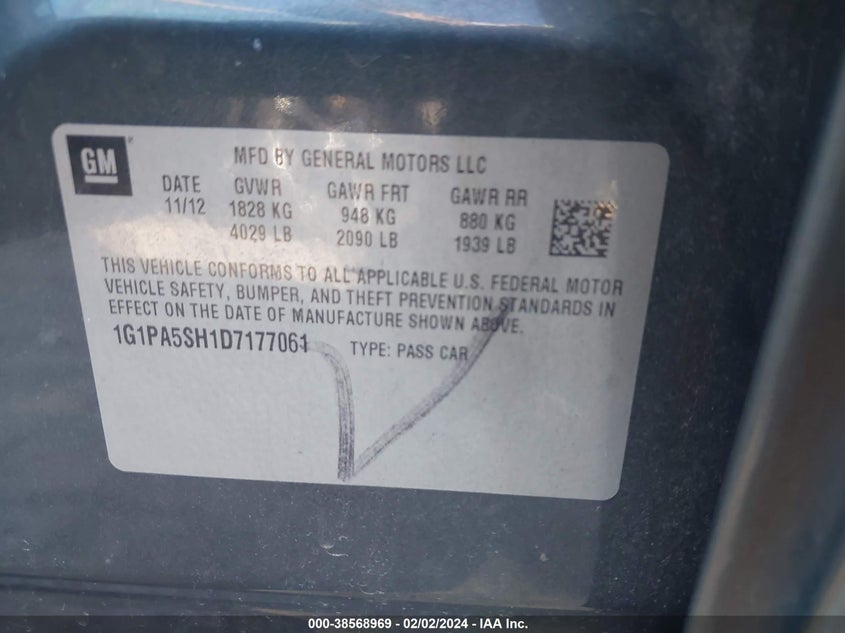 GM
MFD BY GENERAL MOTORS LLC
DATE GVWR GAWR FRT GAWR RR
11/12 1828 KG 948 KG 880 KG
4029 LB 2090 LB 1939 LB
THIS VEHICLE CONFORMS TO ALL APPLICABLE U.S. FEDERAL MOTOR
VEHICLE SAFETY, BUMPER, AND THEFT PREVENTION STANDARDS IN
EFFECT ON THE DATE OF MANUFACTURE SHOWN ABOVE.
1G1PA5SH1D7177061 TYPE: PASS CAR
000-38568969 - 02/02/2024 - IAA Inc.